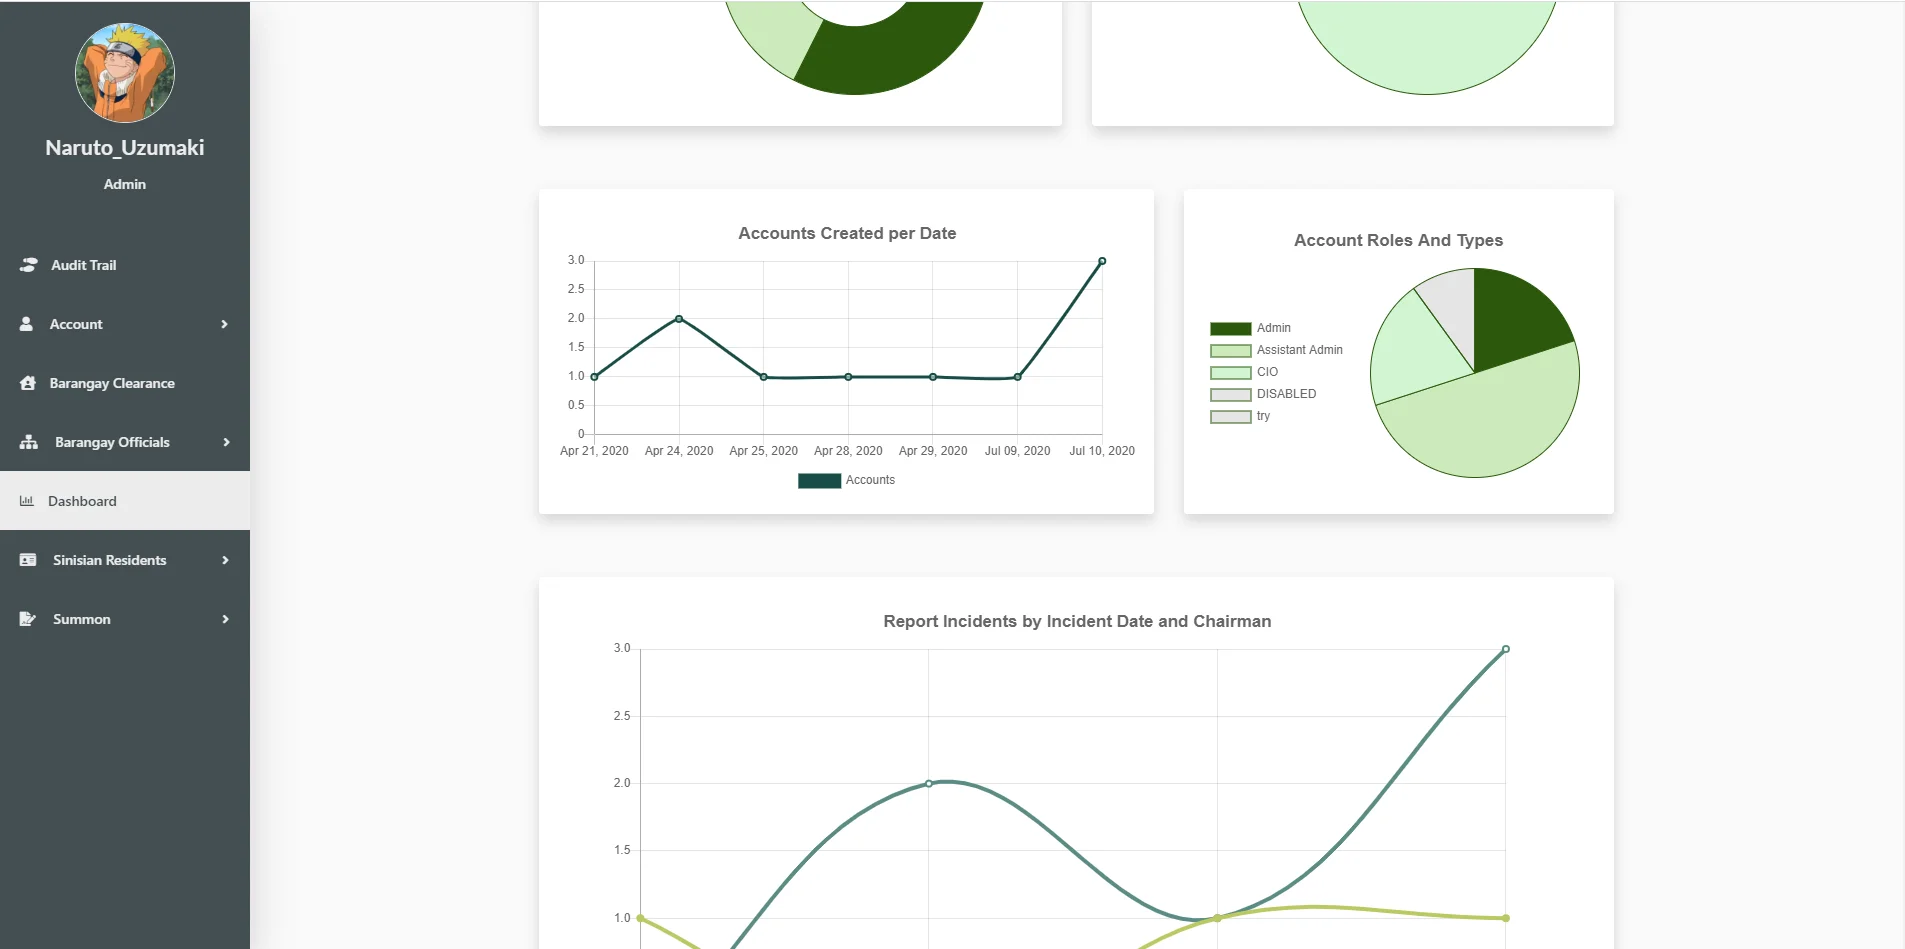 Naruto_Uzumaki
Admin
Audit Trail
Account
Barangay Clearance
Barangay Officials
Dashboard
Sinisian Residents
Summon
Accounts Created per Date
3.0
2.5
2.0
1.5
1.0
0.5
0
Apr 21, 2020 Apr 24, 2020 Apr 25, 2020 Apr 28, 2020 Apr 29, 2020 Jul 09, 2020 Jul 10, 2020
Accounts
Account Roles And Types
Admin
Assistant Admin
CIO
DISABLED
try
Report Incidents by Incident Date and Chairman
3.0
2.5
2.0
1.5
1.0